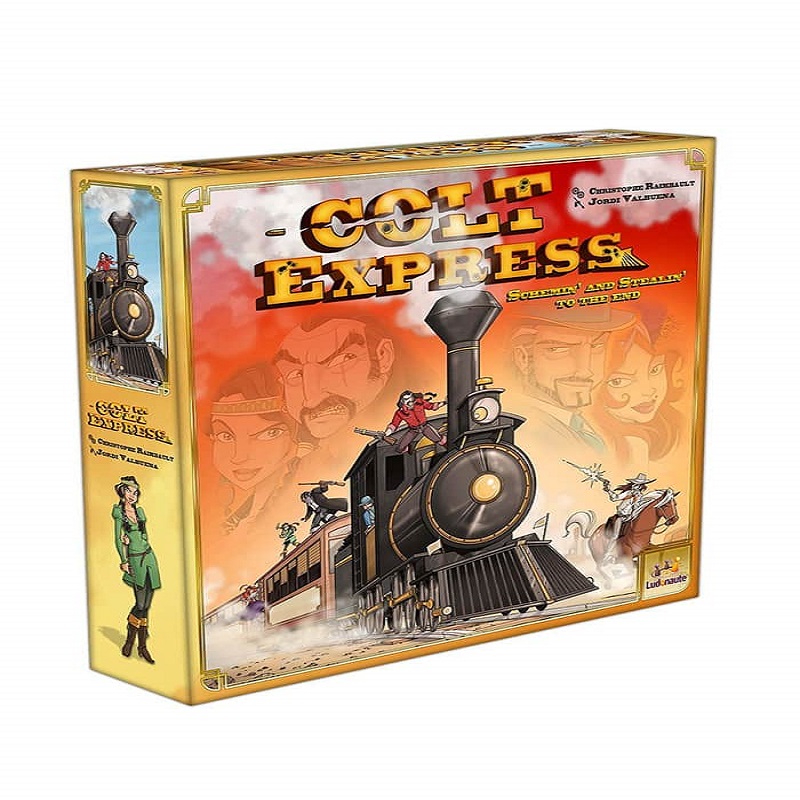 COLT
EXPRESS
CHRISTOPHE RAIMBAULT
JORDI VALBUENA
SCHEMIN' AND STEALIN'
TO THE END
Ludonaute
COLT
EXPRESS
CHRISTOPHE RAIMBAULT
JORDI VALBUENA